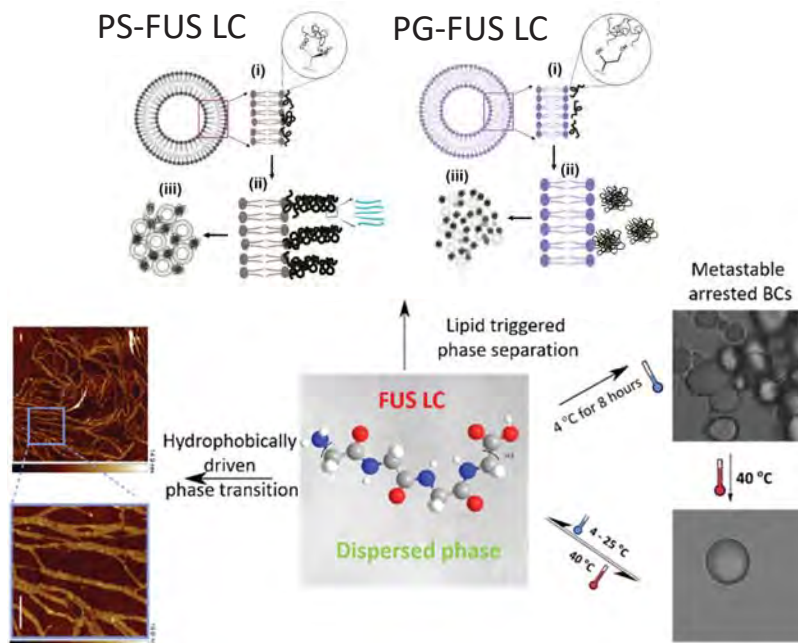 PS-FUS LC
PG-FUS LC
(i)
(i)
(iii)
(ii)
(iii)
(ii)
Metastable
arrested BCs
Lipid triggered
phase separation
4 °C for 8 hours
FUS LC
Hydrophobically
driven
phase transition
40 °C
Dispersed phase
4 - 25 °C
40 °C